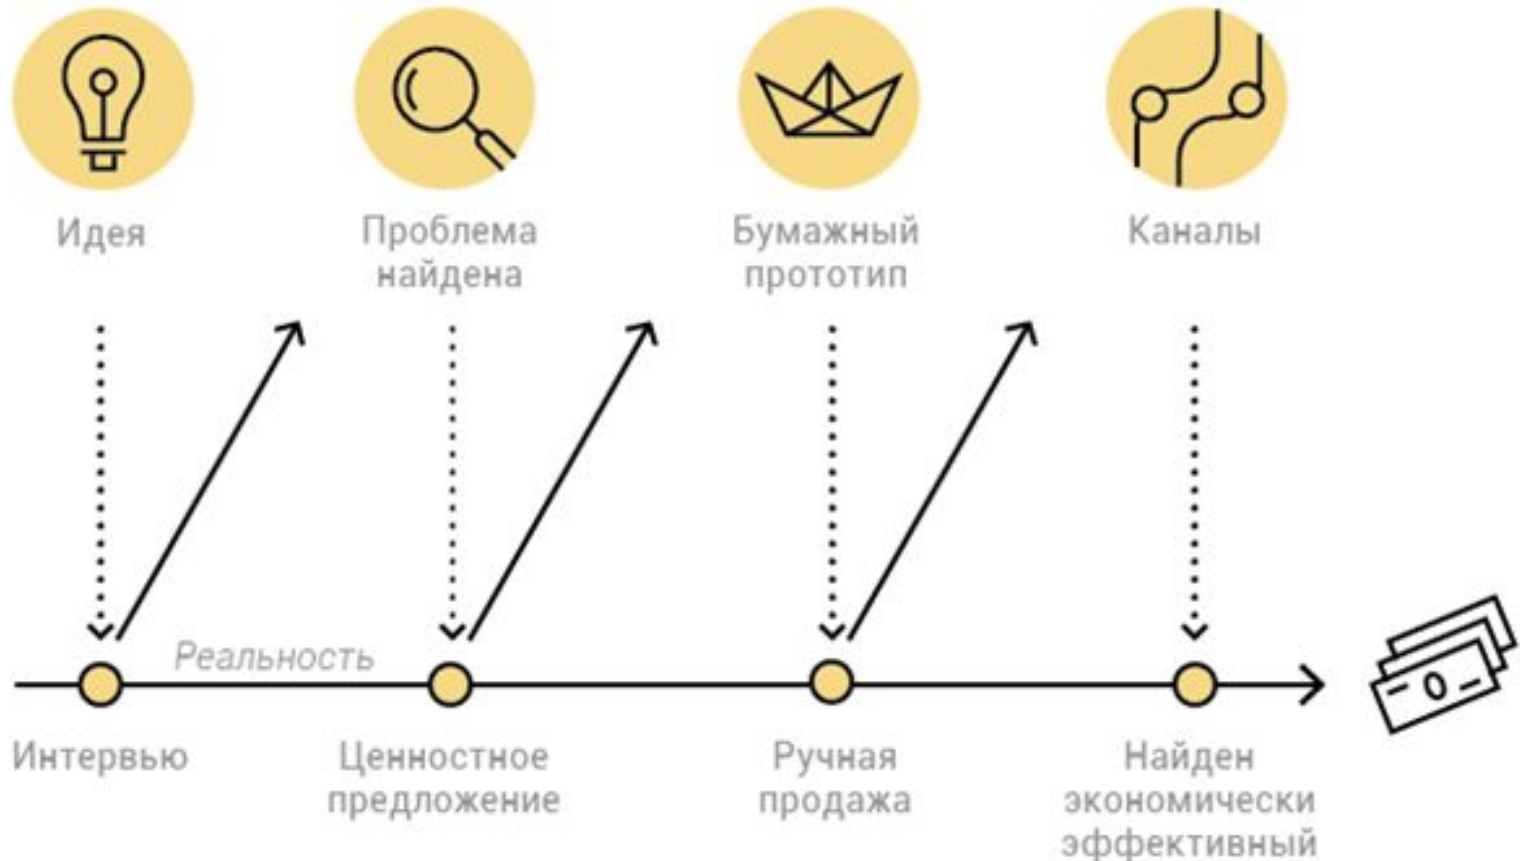 Идея
Проблема
найдена
Бумажный
прототип
Каналы
Реальность
Интервью
Ценностное
предложение
Ручная
продажа
Найден
экономически
эффективный